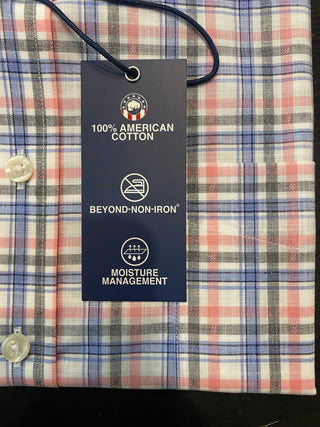 100% AMERICAN
COTTON
BEYOND-NON-IRON®
MOISTURE
MANAGEMENT